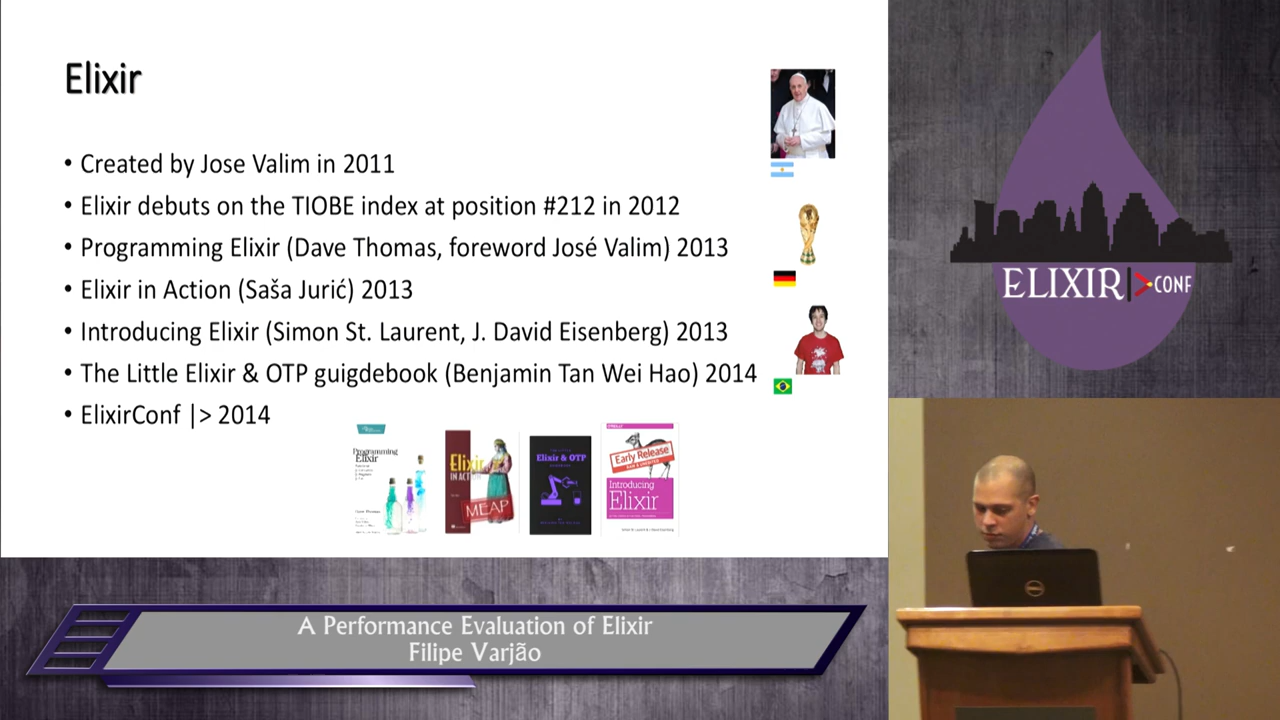 Elixir
• Created by Jose Valim in 2011
• Elixir debuts on the TIOBE index at position #212 in 2012
• Programming Elixir (Dave Thomas, foreword José Valim) 2013
• Elixir in Action (Saša Jurić) 2013
• Introducing Elixir (Simon St. Laurent, J. David Eisenberg) 2013
• The Little Elixir & OTP guigdebook (Benjamin Tan Wei Hao) 2014
• ElixirConf |> 2014
Programming
Elixir
Elixir
IN ACTION
MEAP
Elixir & OTP
Early Release
Introducing
Elixir
ELIXIR|>CONF
A Performance Evaluation of Elixir
Filipe Varjão
DELL